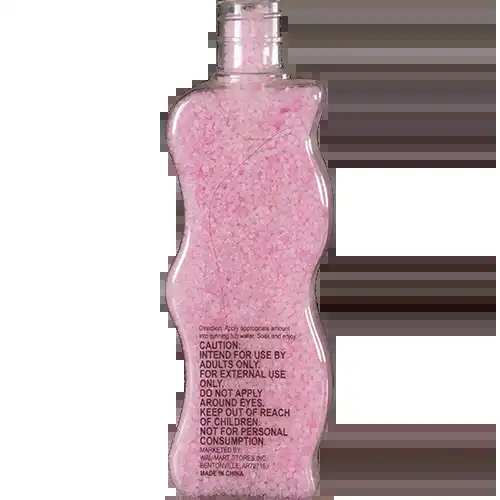 Direction: Apply appropriate amount
into running tub water. Soak and enjoy.
CAUTION:
INTEND FOR USE BY
ADULTS ONLY.
FOR EXTERNAL USE
ONLY.
DO NOT APPLY
AROUND EYES.
KEEP OUT OF REACH
OF CHILDREN.
NOT FOR PERSONAL
CONSUMPTION.
MARKETED BY:
WAL-MART STORES, INC.
BENTONVILLE, AR72716
MADE IN CHINA